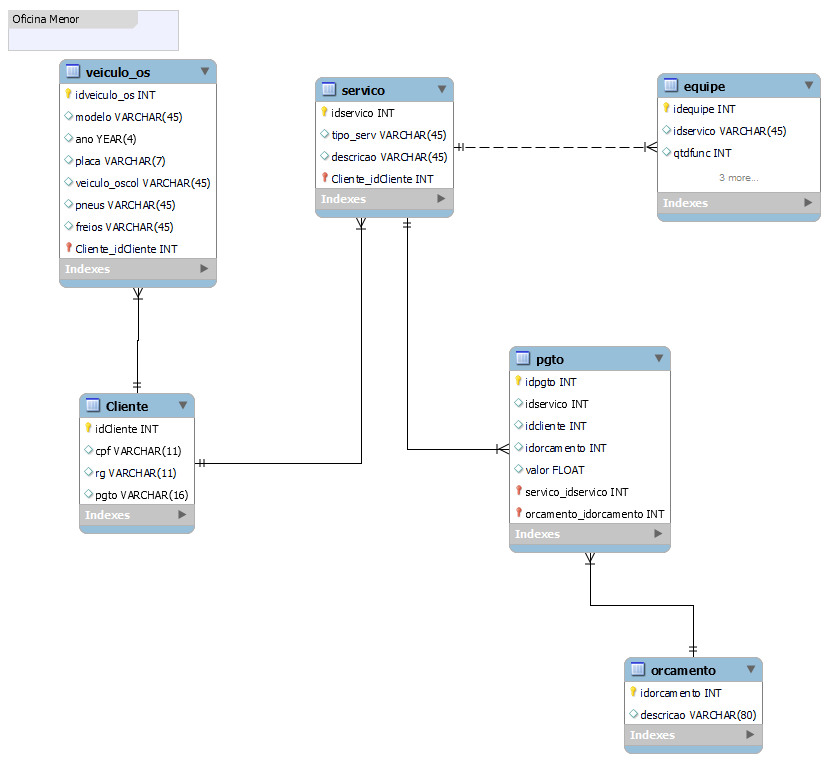 Oficina Menor
veiculo_os
idveiculo_os INT
modelo VARCHAR(45)
ano YEAR(4)
placa VARCHAR(7)
veiculo_oscol VARCHAR(45)
pneus VARCHAR(45)
freios VARCHAR(45)
Cliente_idCliente INT
Indexes
servico
idservico INT
tipo_serv VARCHAR(45)
descricao VARCHAR(45)
Cliente_idCliente INT
Indexes
equipe
idequipe INT
idservico VARCHAR(45)
qtdfunc INT
3 more...
Indexes
Cliente
idCliente INT
cpf VARCHAR(11)
rg VARCHAR(11)
pgto VARCHAR(16)
Indexes
pgto
idpgto INT
idservico INT
idcliente INT
idorcamento INT
valor FLOAT
servico_idservico INT
orcamento_idorcamento INT
Indexes
orcamento
idorcamento INT
descricao VARCHAR(80)
Indexes